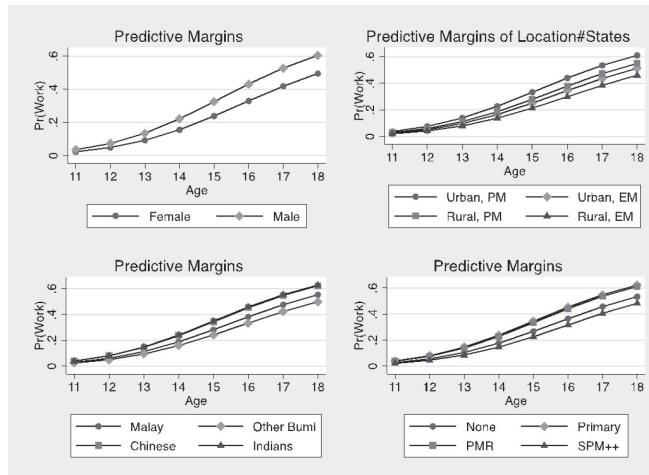 Predictive Margins
Pr(Work)
.6
.4
.2
0
11 12 13 14 15 16 17 18
Age
Female Male
Predictive Margins of Location#States
Pr(Work)
.6
.4
.2
0
11 12 13 14 15 16 17 18
Age
Urban, PM Urban, EM
Rural, PM Rural, EM
Predictive Margins
Pr(Work)
.6
.4
.2
0
11 12 13 14 15 16 17 18
Age
Malay Other Bumi
Chinese Indians
Predictive Margins
Pr(Work)
.6
.4
.2
0
11 12 13 14 15 16 17 18
Age
None Primary
PMR SPM++